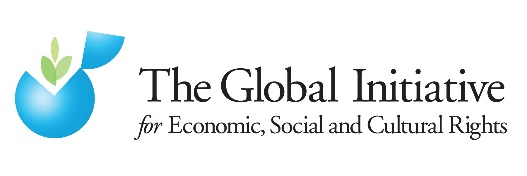 The Global Initiative
for Economic, Social and Cultural Rights